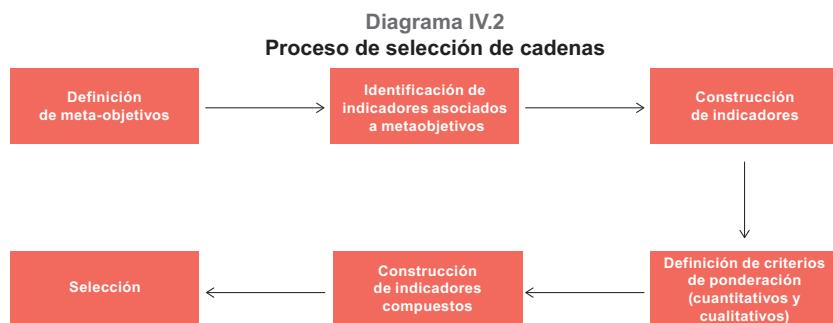 Diagrama IV.2
Proceso de selección de cadenas
Definición
de meta-objetivos
Identificación de
indicadores asociados
a metaobjetivos
Construcción
de indicadores
Definición de criterios
de ponderación
(cuantitativos y
cualitativos)
Construcción
de indicadores
compuestos
Selección